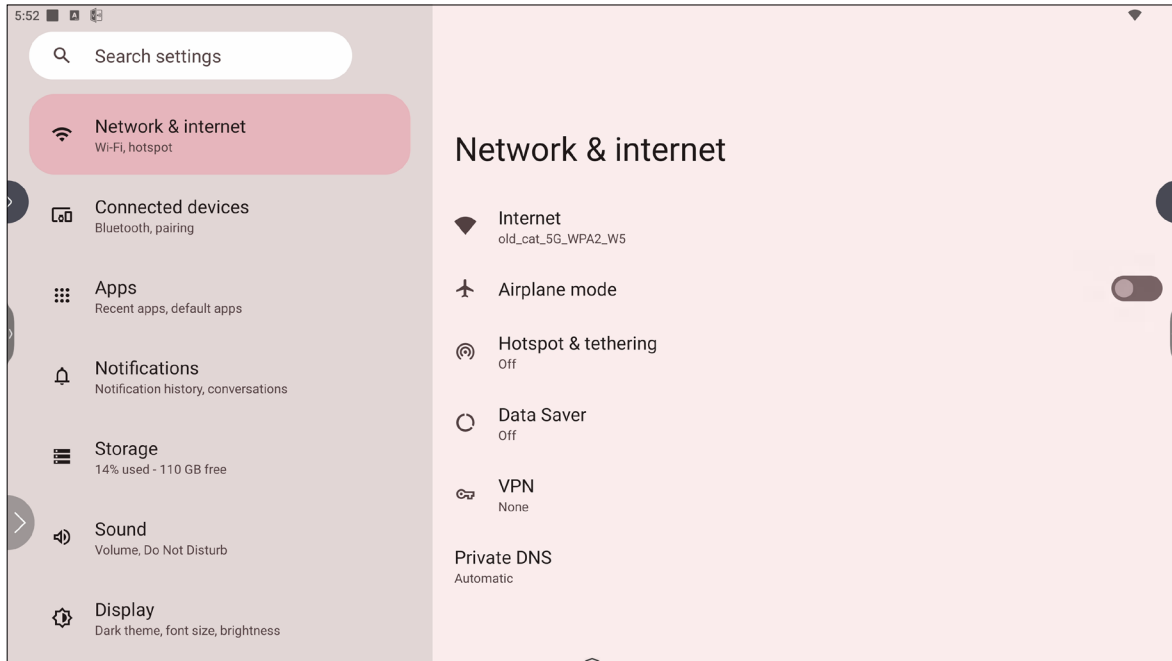 5:52
Search settings
Network & internet
Wi-Fi, hotspot
Connected devices
Bluetooth, pairing
Apps
Recent apps, default apps
Notifications
Notification history, conversations
Storage
14% used - 110 GB free
Sound
Volume, Do Not Disturb
Display
Dark theme, font size, brightness
Network & internet
Internet
old_cat_5G_WPA2_W5
Airplane mode
Hotspot & tethering
Off
Data Saver
Off
VPN
None
Private DNS
Automatic